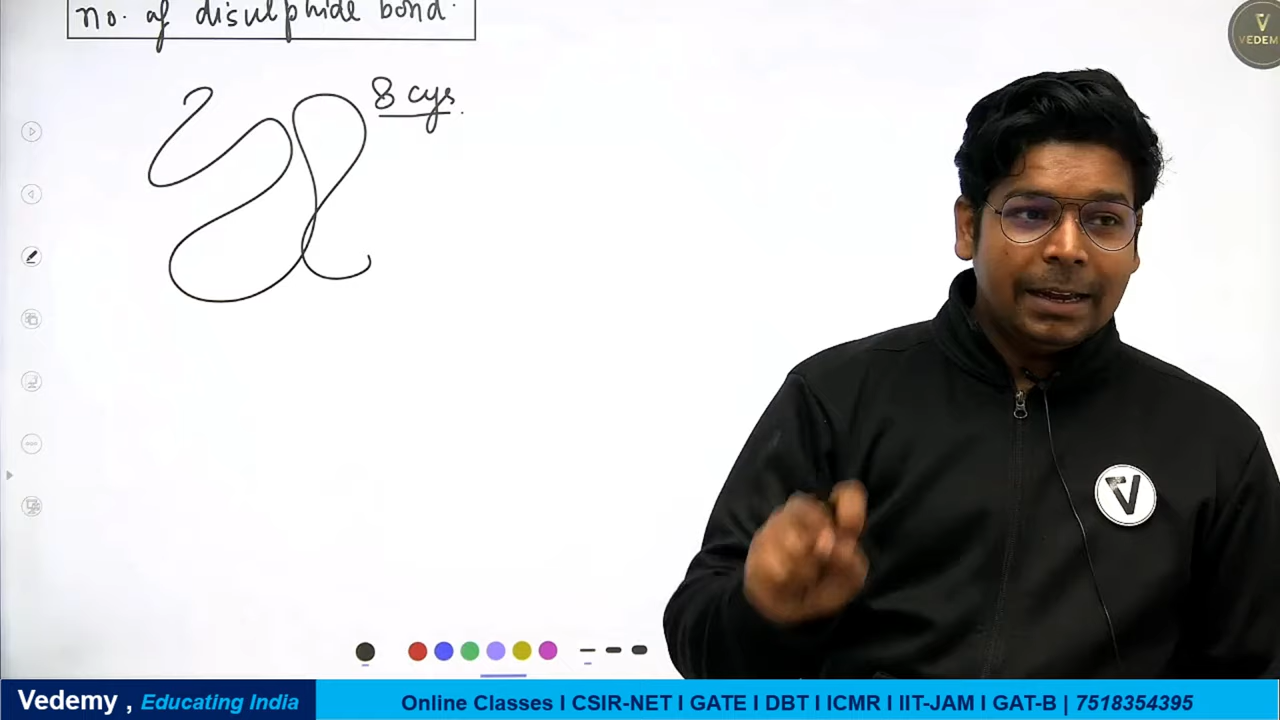 no. of disulphide bond.
8 cys.
V
VEDEM
V
Vedemy , Educating India
Online Classes I CSIR-NET I GATE I DBT I ICMR I IIT-JAM I GAT-B | 7518354395